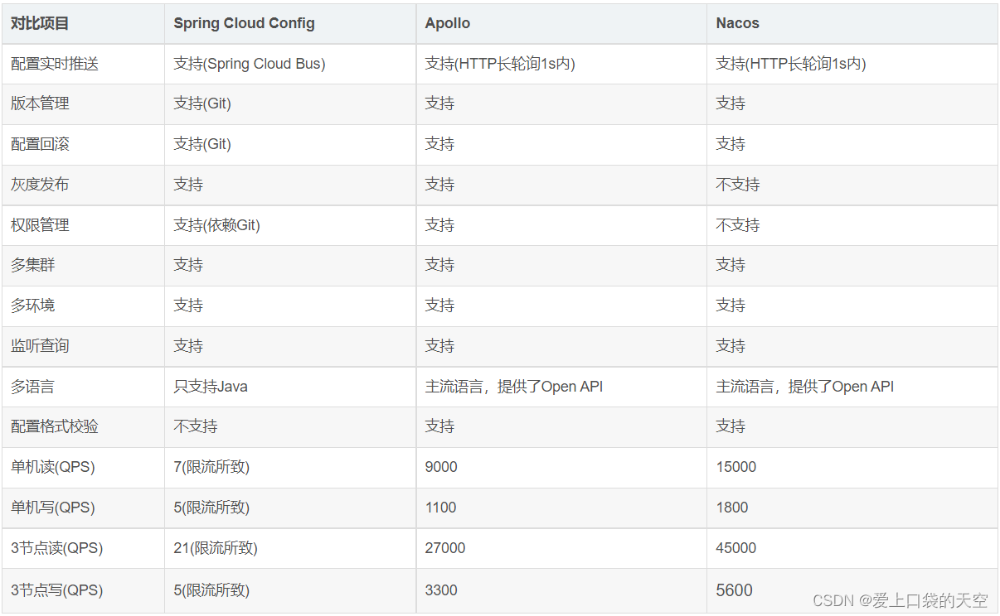 对比项目 Spring Cloud Config Apollo Nacos
配置实时推送 支持(Spring Cloud Bus) 支持(HTTP长轮询1s内) 支持(HTTP长轮询1s内)
版本管理 支持(Git) 支持 支持
配置回滚 支持(Git) 支持 支持
灰度发布 支持 支持 不支持
权限管理 支持(依赖Git) 支持 不支持
多集群 支持 支持 支持
多环境 支持 支持 支持
监听查询 支持 支持 支持
多语言 只支持Java 主流语言，提供了Open API 主流语言，提供了Open API
配置格式校验 不支持 支持 支持
单机读(QPS) 7(限流所致) 9000 15000
单机写(QPS) 5(限流所致) 1100 1800
3节点读(QPS) 21(限流所致) 27000 45000
3节点写(QPS) 5(限流所致) 3300 5600
CSDN @爱上口袋的天空